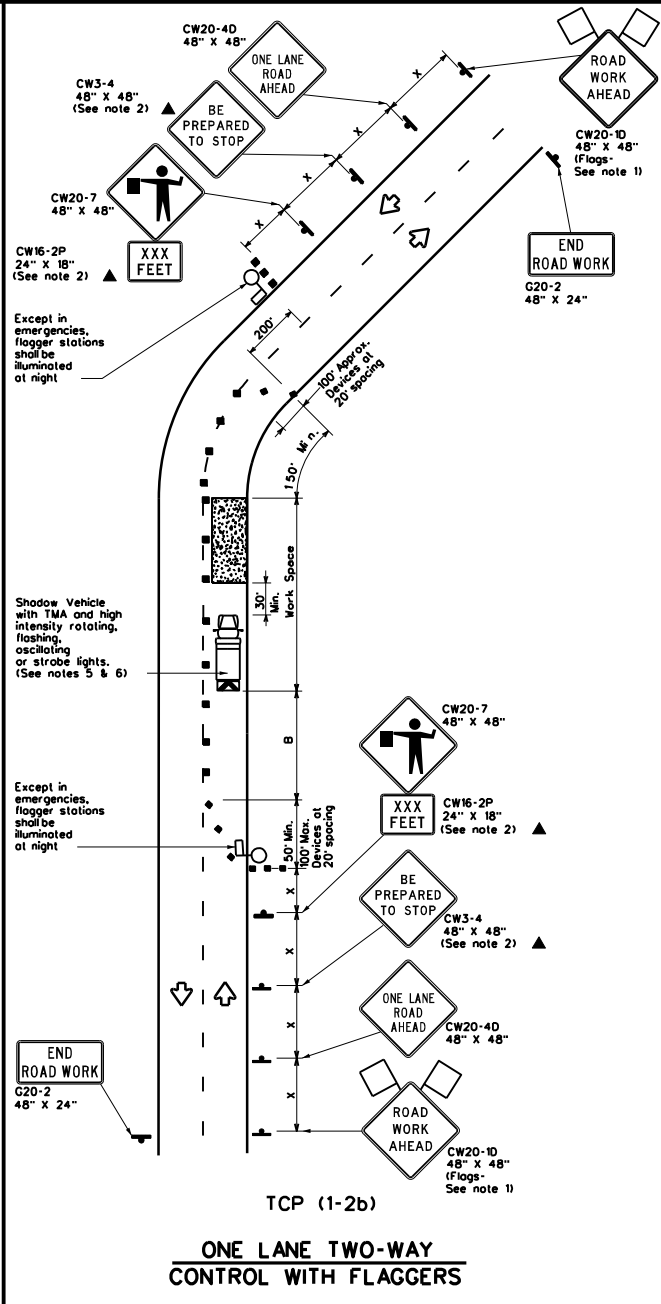 CW20-4D
48" X 48"
ONE LANE
ROAD
AHEAD
ROAD
WORK
AHEAD
CW3-4
48" X 48"
(See note 2)
BE
PREPARED
TO STOP
CW20-1D
48" X 48"
(Flags-
See note 1)
X
X
X
CW20-7
48" X 48"
XXX
FEET
CW16-2P
24" X 18"
(See note 2)
END
ROAD WORK
G20-2
48" X 24"
Except in
emergencies,
flagger stations
shall be
illuminated
at night
200'
100' Approx.
Devices at
20' spacing
150' Min.
Work Space
30'
Min.
Shadow Vehicle
with TMA and high
intensity rotating,
flashing,
oscillating
or strobe lights.
(See notes 5 & 6)
B
CW20-7
48" X 48"
Except in
emergencies,
flagger stations
shall be
illuminated
at night
50' Min.
100' Max.
Devices at
20' spacing
XXX
FEET
CW16-2P
24" X 18"
(See note 2)
X
BE
PREPARED
TO STOP
CW3-4
48" X 48"
(See note 2)
X
ONE LANE
ROAD
AHEAD
CW20-4D
48" X 48"
X
END
ROAD WORK
G20-2
48" X 24"
X
ROAD
WORK
AHEAD
CW20-1D
48" X 48"
(Flags-
See note 1)
TCP (1-2b)
ONE LANE TWO-WAY
CONTROL WITH FLAGGERS